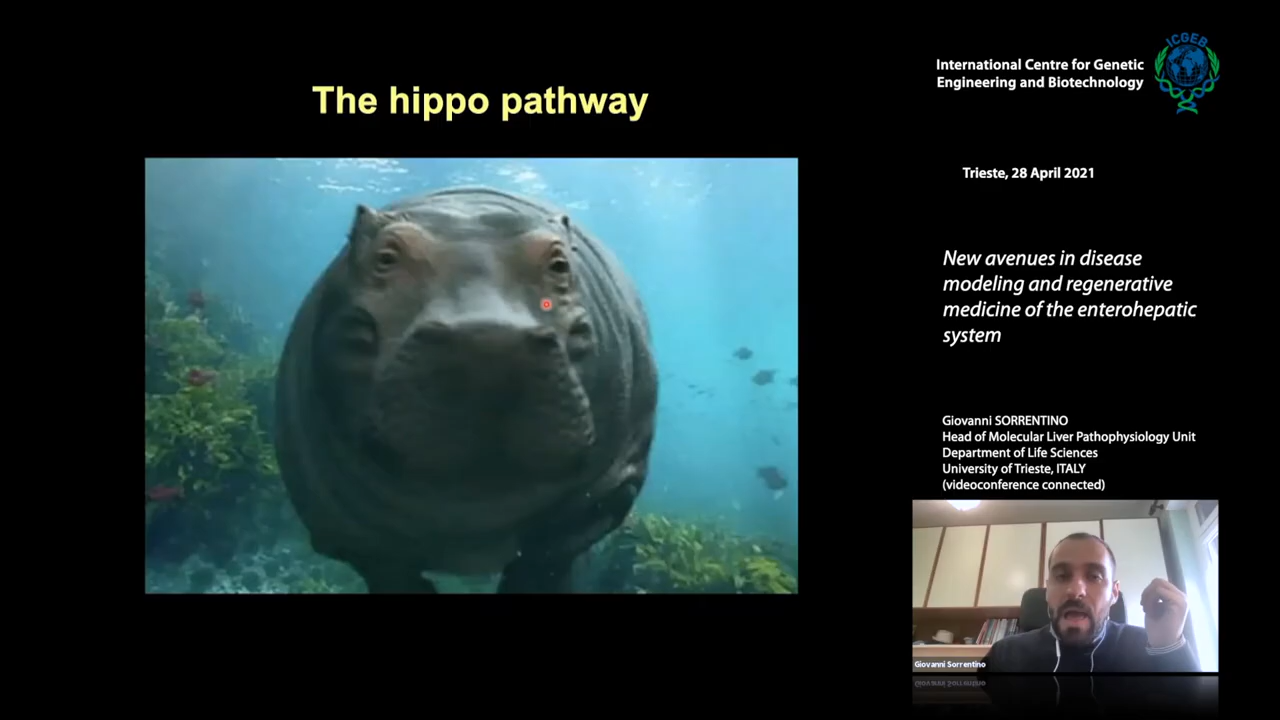 The hippo pathway
International Centre for Genetic
Engineering and Biotechnology
ICGEB
Trieste, 28 April 2021
New avenues in disease
modeling and regenerative
medicine of the enterohepatic
system
Giovanni SORRENTINO
Head of Molecular Liver Pathophysiology Unit
Department of Life Sciences
University of Trieste, ITALY
(videoconference connected)
Giovanni Sorrentino